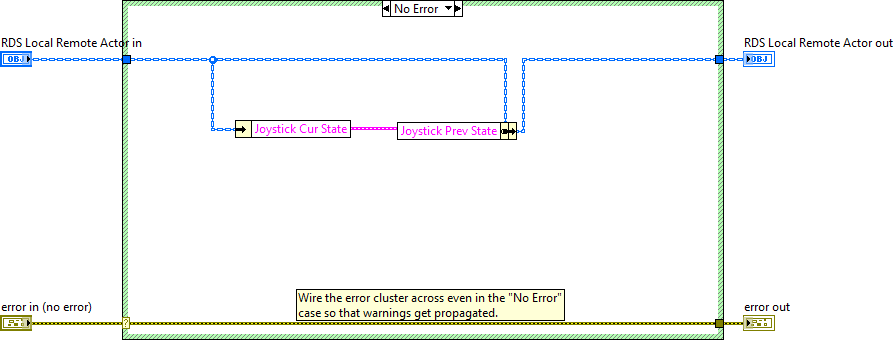 No Error
RDS Local Remote Actor in
RDS Local Remote Actor out
OBJ
OBJ
Joystick Cur State
Joystick Prev State
Wire the error cluster across even in the "No Error"
case so that warnings get propagated.
error in (no error)
error out
?